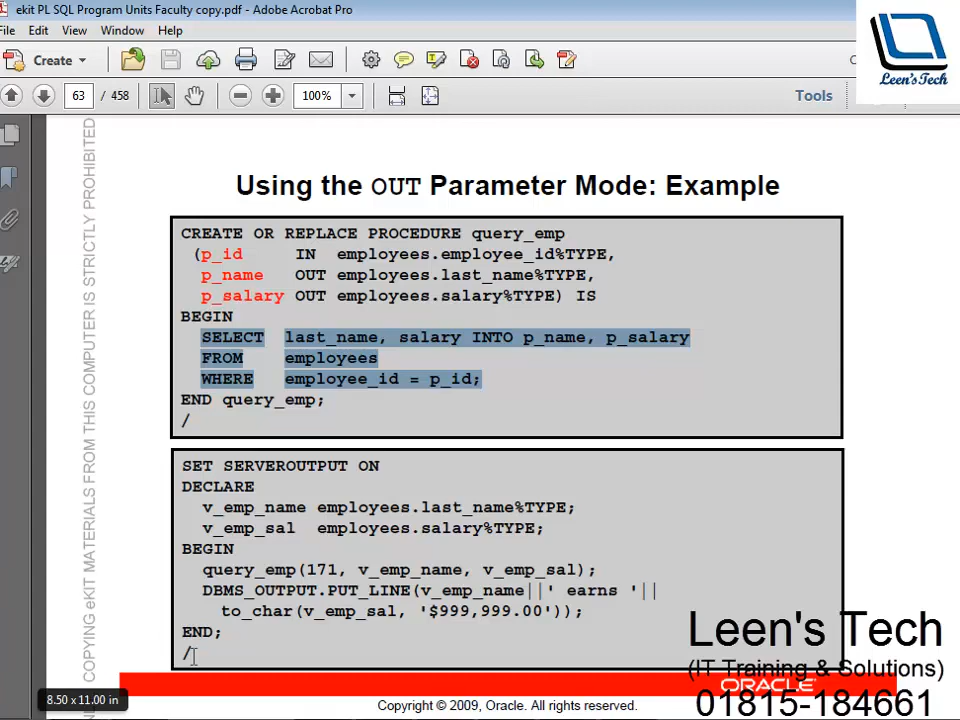 ekit PL SQL Program Units Faculty copy.pdf - Adobe Acrobat Pro
File Edit View Window Help
Create
63 / 458
100%
Tools
Leen'sTech
COPYING eKIT MATERIALS FROM THIS COMPUTER IS STRICTLY PROHIBITED
Using the OUT Parameter Mode: Example
CREATE OR REPLACE PROCEDURE query_emp
(p_id IN employees.employee_id%TYPE,
p_name OUT employees.last_name%TYPE,
p_salary OUT employees.salary%TYPE) IS
BEGIN
SELECT last_name, salary INTO p_name, p_salary
FROM employees
WHERE employee_id = p_id;
END query_emp;
/
SET SERVEROUTPUT ON
DECLARE
v_emp_name employees.last_name%TYPE;
v_emp_sal employees.salary%TYPE;
BEGIN
query_emp(171, v_emp_name, v_emp_sal);
DBMS_OUTPUT.PUT_LINE(v_emp_name||' earns '||
to_char(v_emp_sal, '$999,999.00'));
END;
/
Leen's Tech
(IT Training & Solutions)
01815-184661
8.50 x 11.00 in
ORACLE
Copyright © 2009, Oracle. All rights reserved.